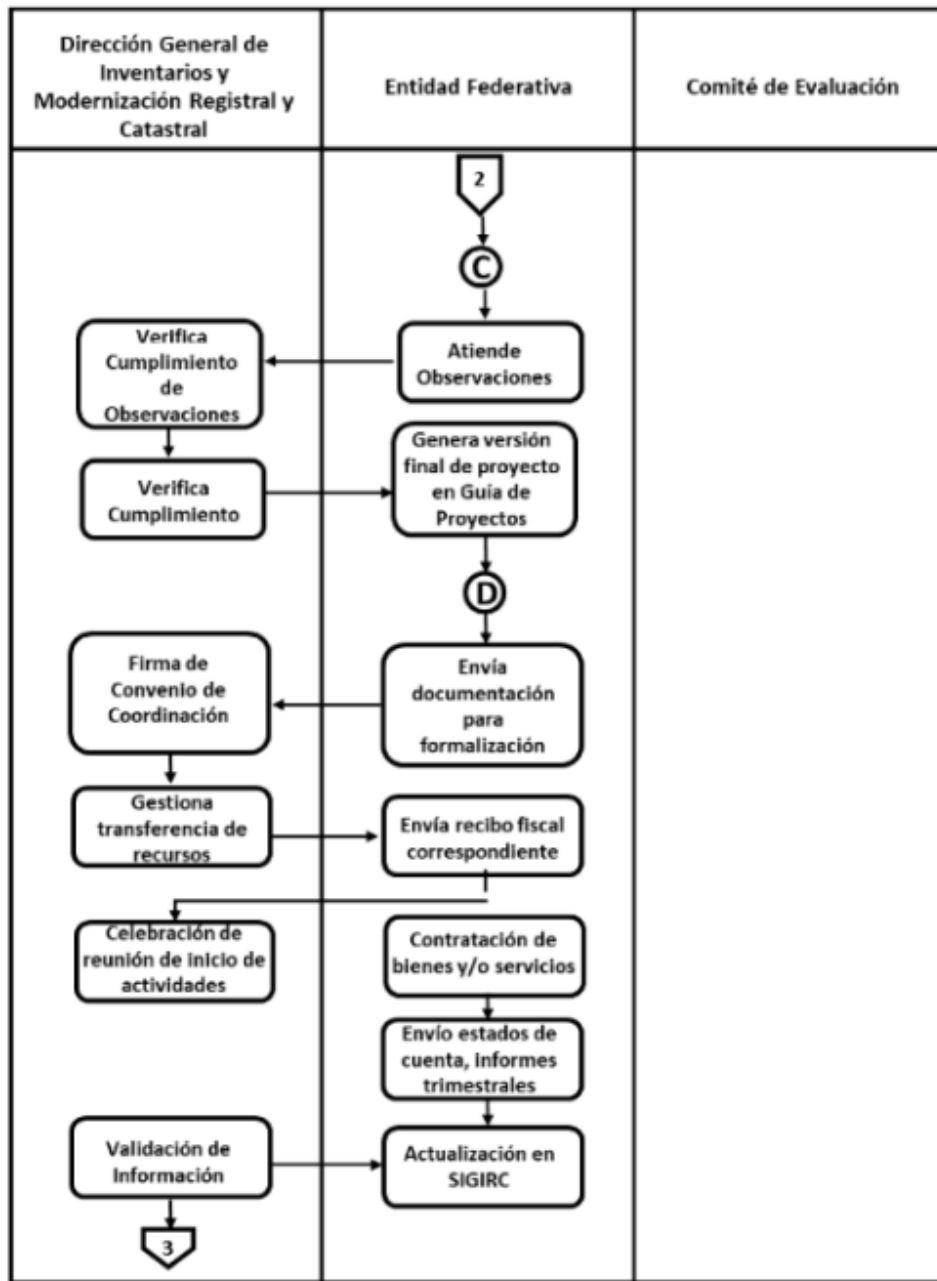 Dirección General de
Inventarios y
Modernización Registral y
Catastral
Entidad Federativa
Comité de Evaluación
2
C
Verifica
Cumplimiento
de
Observaciones
Atiende
Observaciones
Verifica
Cumplimiento
Genera versión
final de proyecto
en Guía de
Proyectos
D
Firma de
Convenio de
Coordinación
Envía
documentación
para
formalización
Gestiona
transferencia de
recursos
Envía recibo fiscal
correspondiente
Celebración de
reunión de inicio de
actividades
Contratación de
bienes y/o servicios
Envío estados de
cuenta, informes
trimestrales
Validación de
Información
Actualización en
SIGIRC
3